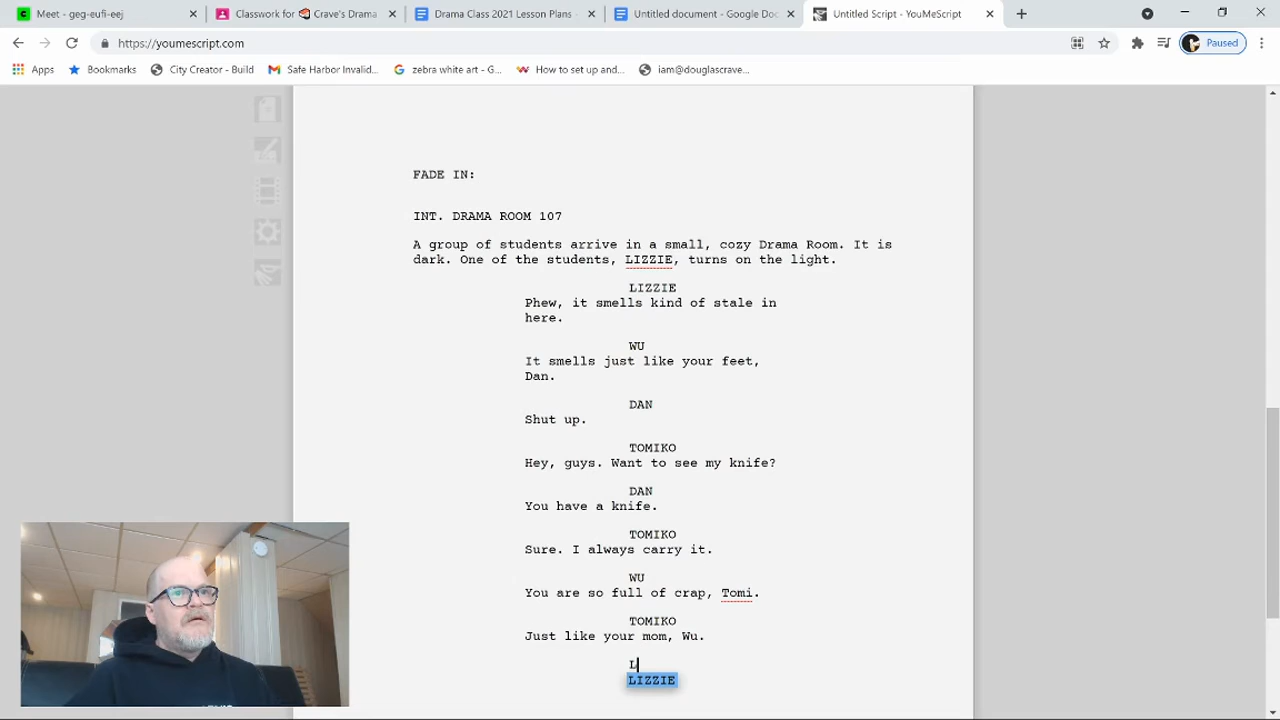 Meet - geg-eufi-eej
Classwork for Crave's Drama
Drama Class 2021 Lesson Plans -
Untitled document - Google Doc
Untitled Script - YouMeScript
https://youmescript.com
Paused
Apps
Bookmarks
City Creator - Build
Safe Harbor Invalid...
zebra white art - G...
How to set up and...
iam@douglascrave...
FADE IN:
INT. DRAMA ROOM 107
A group of students arrive in a small, cozy Drama Room. It is
dark. One of the students, LIZZIE, turns on the light.
LIZZIE
Phew, it smells kind of stale in
here.
WU
It smells just like your feet,
Dan.
DAN
Shut up.
TOMIKO
Hey, guys. Want to see my knife?
DAN
You have a knife.
TOMIKO
Sure. I always carry it.
WU
You are so full of crap, Tomi.
TOMIKO
Just like your mom, Wu.
L
LIZZIE